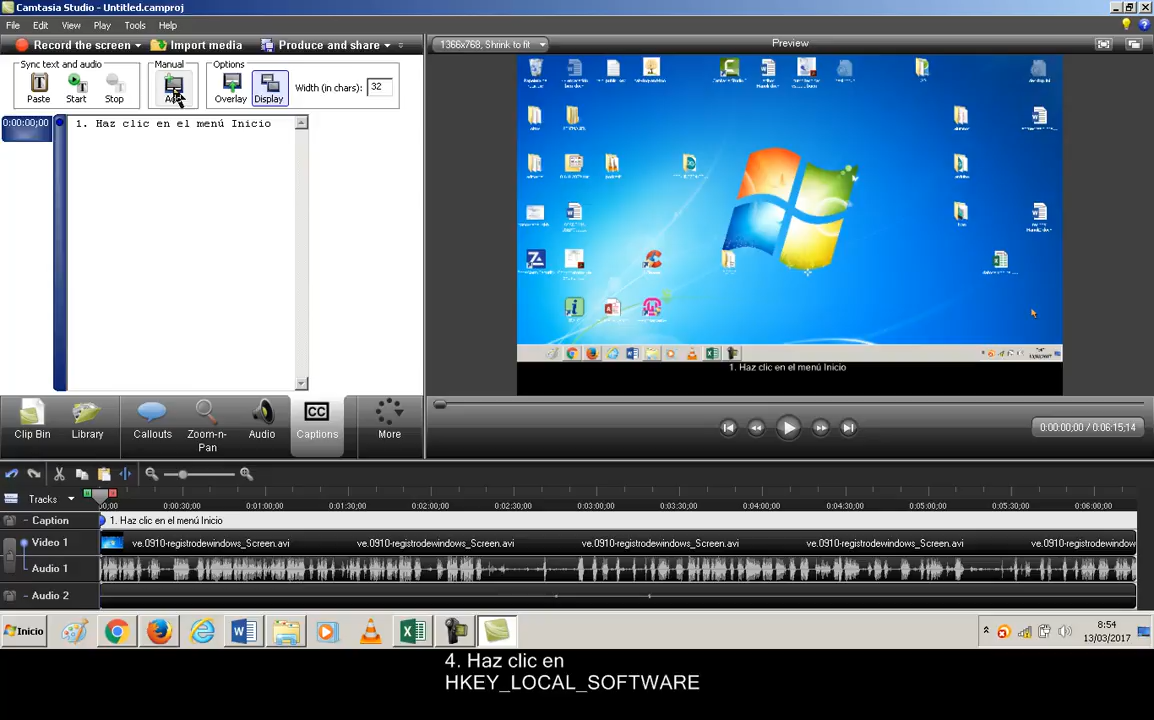 Camtasia Studio - Untitled.camproj
File Edit View Play Tools Help
Record the screen Import media Produce and share
1366x768, Shrink to fit
Preview
Sync text and audio Manual Options
Paste Start Stop Overlay Display Width (in chars): 32
0:00:00;00
1. Haz clic en el menú Inicio
1. Haz clic en el menú Inicio
Clip Bin Library Callouts Zoom-n-Pan Audio CC Captions More
0:00:00;00 / 0:06:15;14
Tracks
00;00 0:00:30;00 0:01:00;00 0:01:30;00 0:02:00;00 0:02:30;00 0:03:00;00 0:03:30;00 0:04:00;00 0:04:30;00 0:05:00;00 0:05:30;00 0:06:00;00
Caption 1. Haz clic en el menú Inicio
Video 1 ve.0910-registrodewindows_Screen.avi ve.0910-registrodewindows_Screen.avi ve.0910-registrodewindows_Screen.avi ve.0910-registrodewindows_Screen.avi ve.0910-registrodewindow
Audio 1
Audio 2
Inicio
8:54
13/03/2017
4. Haz clic en
HKEY_LOCAL_SOFTWARE